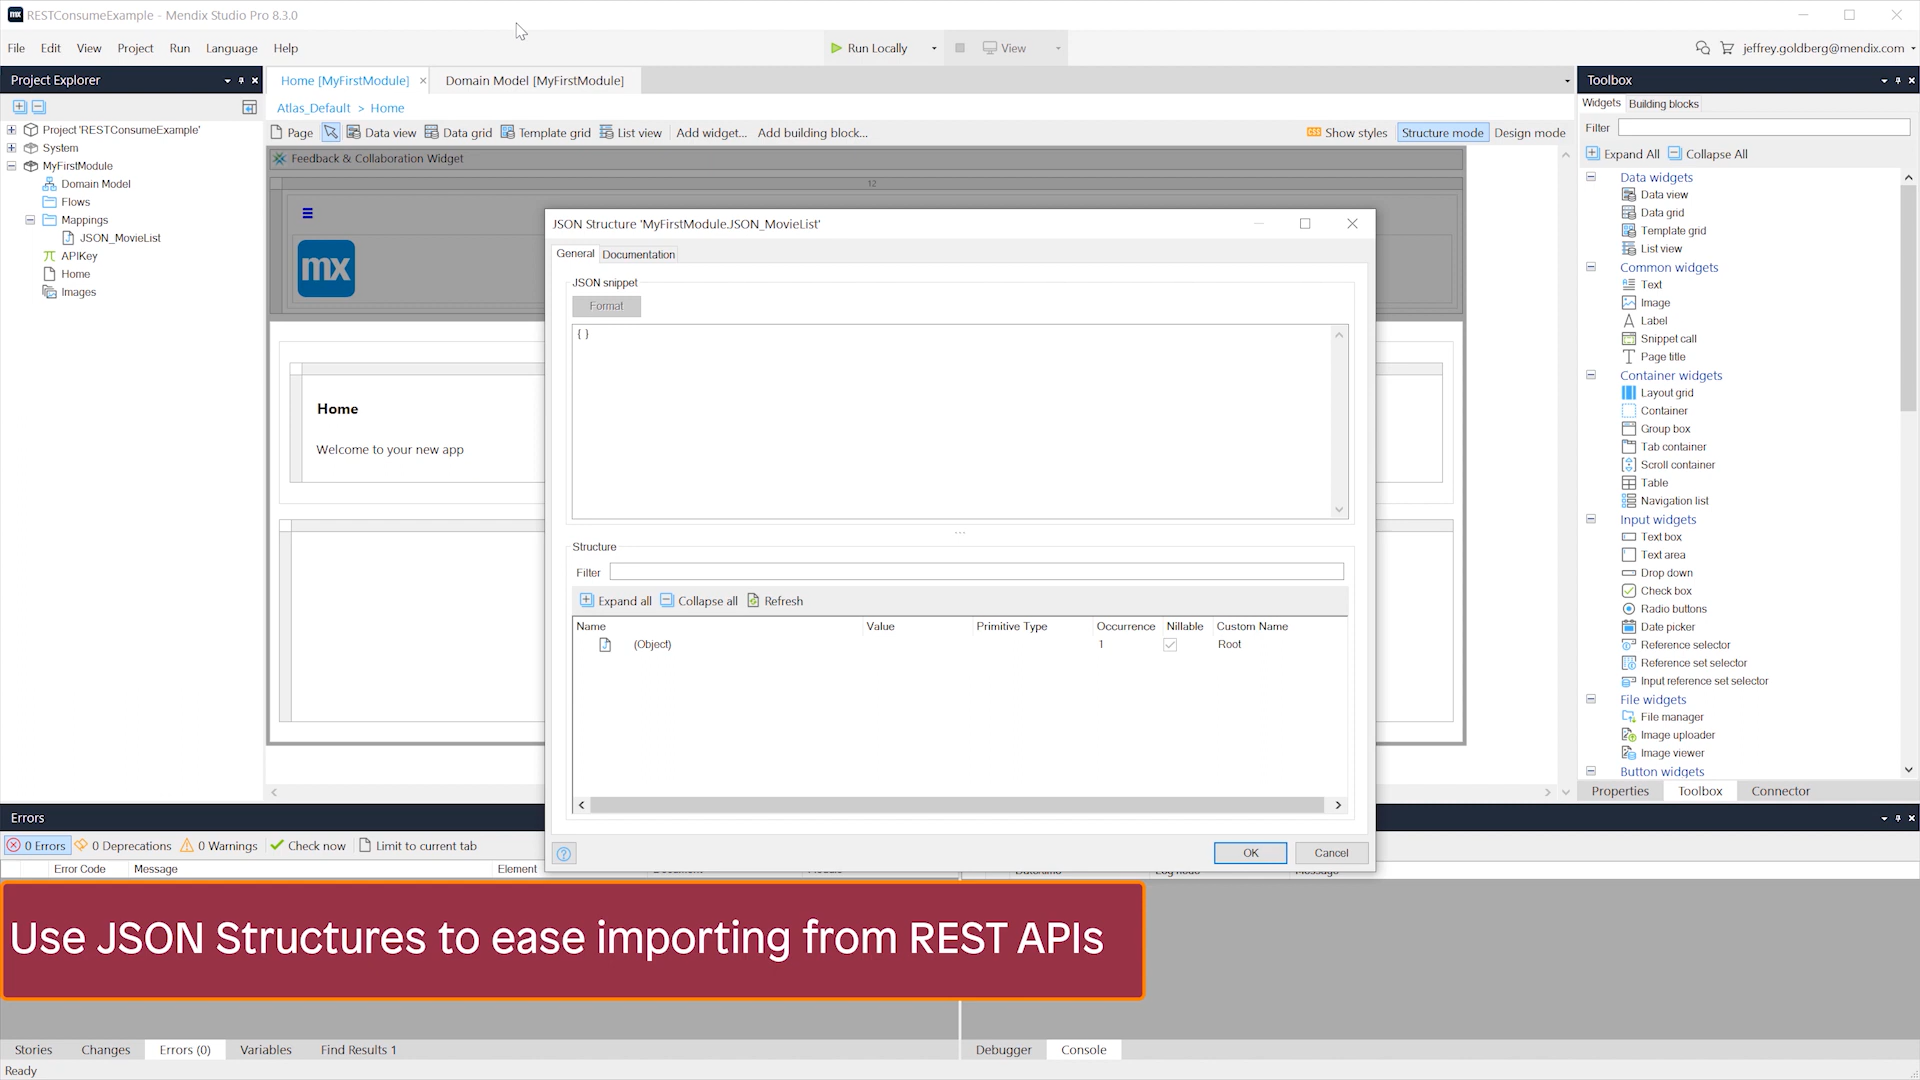 RESTConsumeExample - Mendix Studio Pro 8.3.0
File Edit View Project Run Language Help
Run Locally
View
jeffrey.goldberg@mendix.com
Project Explorer
Project 'RESTConsumeExample'
System
MyFirstModule
Domain Model
Flows
Mappings
JSON_MovieList
APIKey
Home
Images
Home [MyFirstModule]
Domain Model [MyFirstModule]
Atlas_Default > Home
Page Data view Data grid Template grid List view Add widget... Add building block...
Show styles Structure mode Design mode
Feedback & Collaboration Widget
12
mx
Home
Welcome to your new app
JSON Structure 'MyFirstModule.JSON_MovieList'
General Documentation
JSON snippet
Format
{ }
...
Structure
Filter
Expand all Collapse all Refresh
Name Value Primitive Type Occurrence Nillable Custom Name
(Object) 1 Root
OK Cancel
Toolbox
Widgets Building blocks
Filter
Expand All Collapse All
Data widgets
Data view
Data grid
Template grid
List view
Common widgets
Text
Image
Label
Snippet call
Page title
Container widgets
Layout grid
Container
Group box
Tab container
Scroll container
Table
Navigation list
Input widgets
Text box
Text area
Drop down
Check box
Radio buttons
Date picker
Reference selector
Reference set selector
Input reference set selector
File widgets
File manager
Image uploader
Image viewer
Button widgets
Properties Toolbox Connector
Errors
0 Errors 0 Deprecations 0 Warnings Check now Limit to current tab
Error Code Message Element
Use JSON Structures to ease importing from REST APIs
Stories Changes Errors (0) Variables Find Results 1
Debugger Console
Ready